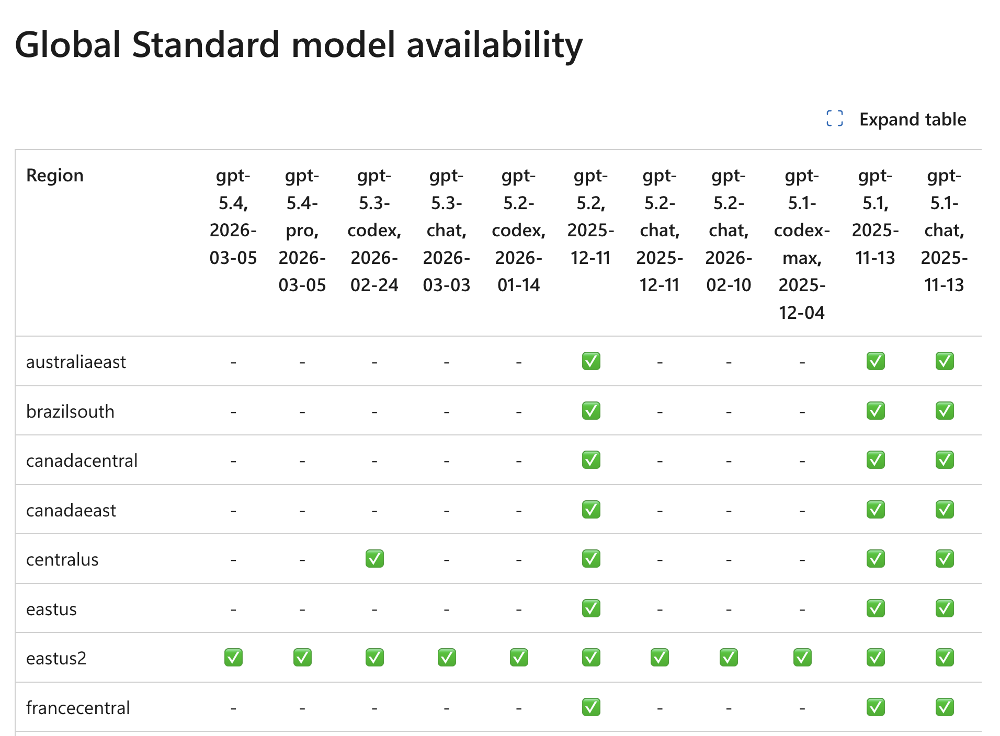 Global Standard model availability
Expand table
Region gpt-5.4, 2026-03-05 gpt-5.4-pro, 2026-03-05 gpt-5.3-codex, 2026-02-24 gpt-5.3-chat, 2026-03-03 gpt-5.2-codex, 2026-01-14 gpt-5.2, 2025-12-11 gpt-5.2-chat, 2025-12-11 gpt-5.2-chat, 2026-02-10 gpt-5.1-codex-max, 2025-12-04 gpt-5.1, 2025-11-13 gpt-5.1-chat, 2025-11-13
australiaeast - - - - - ✅ - - - ✅ ✅
brazilsouth - - - - - ✅ - - - ✅ ✅
canadacentral - - - - - ✅ - - - ✅ ✅
canadaeast - - - - - ✅ - - - ✅ ✅
centralus - - ✅ - - ✅ - - - ✅ ✅
eastus - - - - - ✅ - - - ✅ ✅
eastus2 ✅ ✅ ✅ ✅ ✅ ✅ ✅ ✅ ✅ ✅ ✅
francecentral - - - - - ✅ - - - ✅ ✅